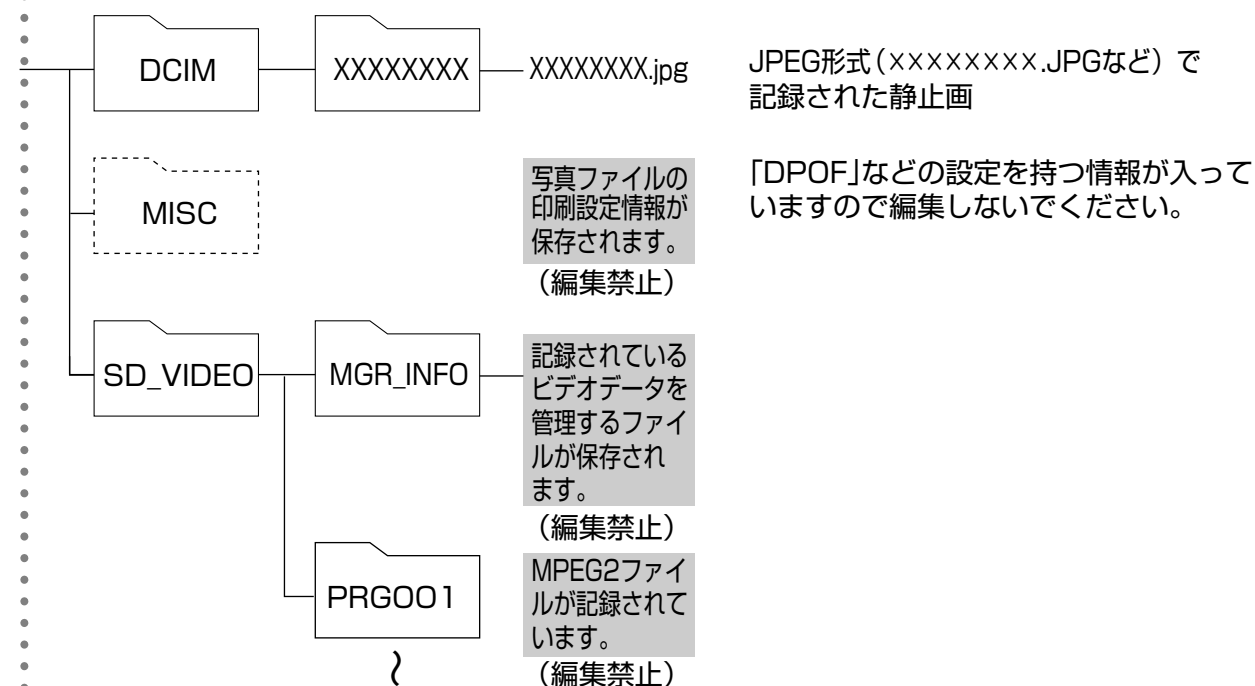 DCIM
XXXXXXXX
XXXXXXXX.jpg
JPEG形式(××××××××.JPGなど)で
記録された静止画
MISC
写真ファイルの
印刷設定情報が
保存されます。
(編集禁止)
「DPOF」などの設定を持つ情報が入って
いますので編集しないでください。
SD_VIDEO
MGR_INFO
記録されている
ビデオデータを
管理するファイ
ルが保存され
ます。
(編集禁止)
PRG001
MPEG2ファイ
ルが記録されて
います。
(編集禁止)
〜